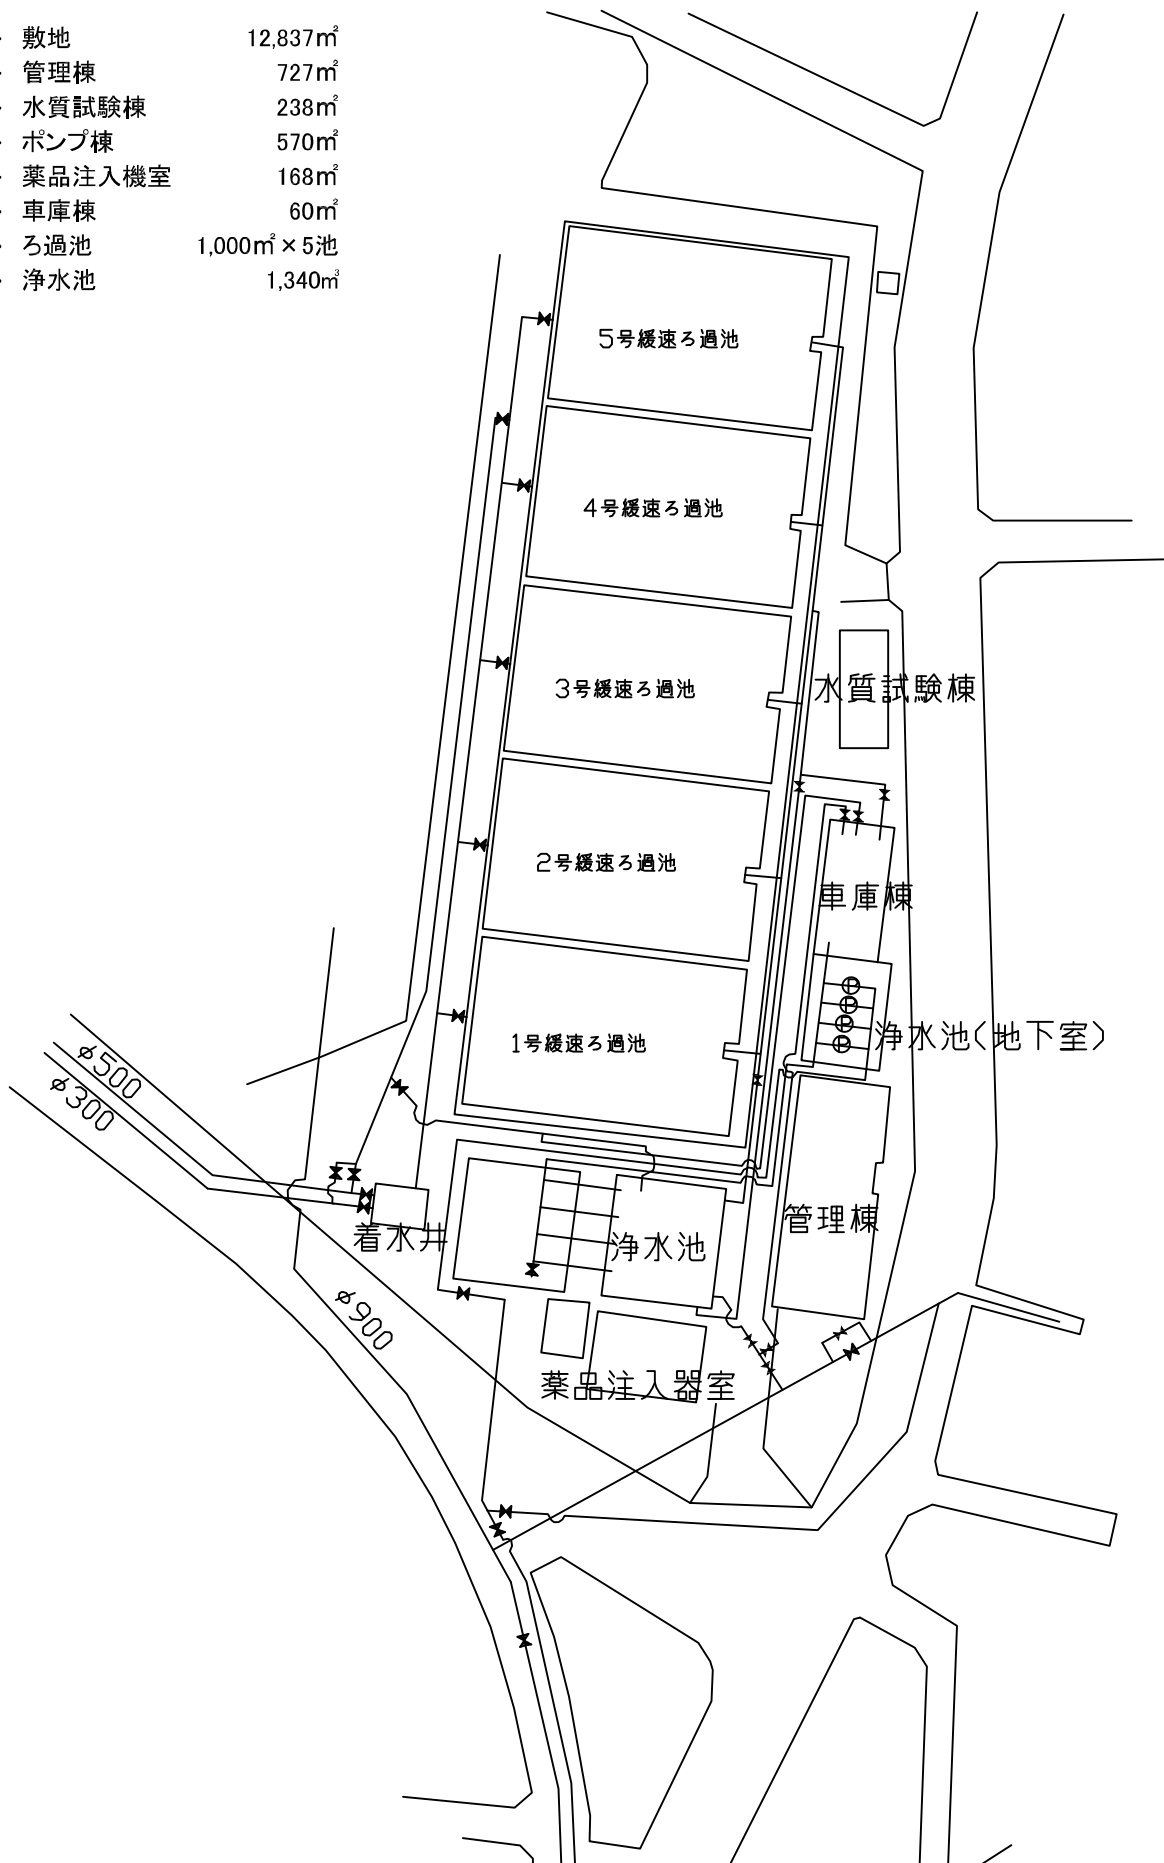 ・ 敷地 12,837㎡
・ 管理棟 727㎡
・ 水質試験棟 238㎡
・ ポンプ棟 570㎡
・ 薬品注入機室 168㎡
・ 車庫棟 60㎡
・ ろ過池 1,000㎡×5池
・ 浄水池 1,340㎥
5号緩速ろ過池
4号緩速ろ過池
3号緩速ろ過池
水質試験棟
2号緩速ろ過池
車庫棟
P
P
P
P
1号緩速ろ過池
浄水池(地下室)
φ500
φ300
着水井
浄水池
管理棟
φ900
薬品注入器室